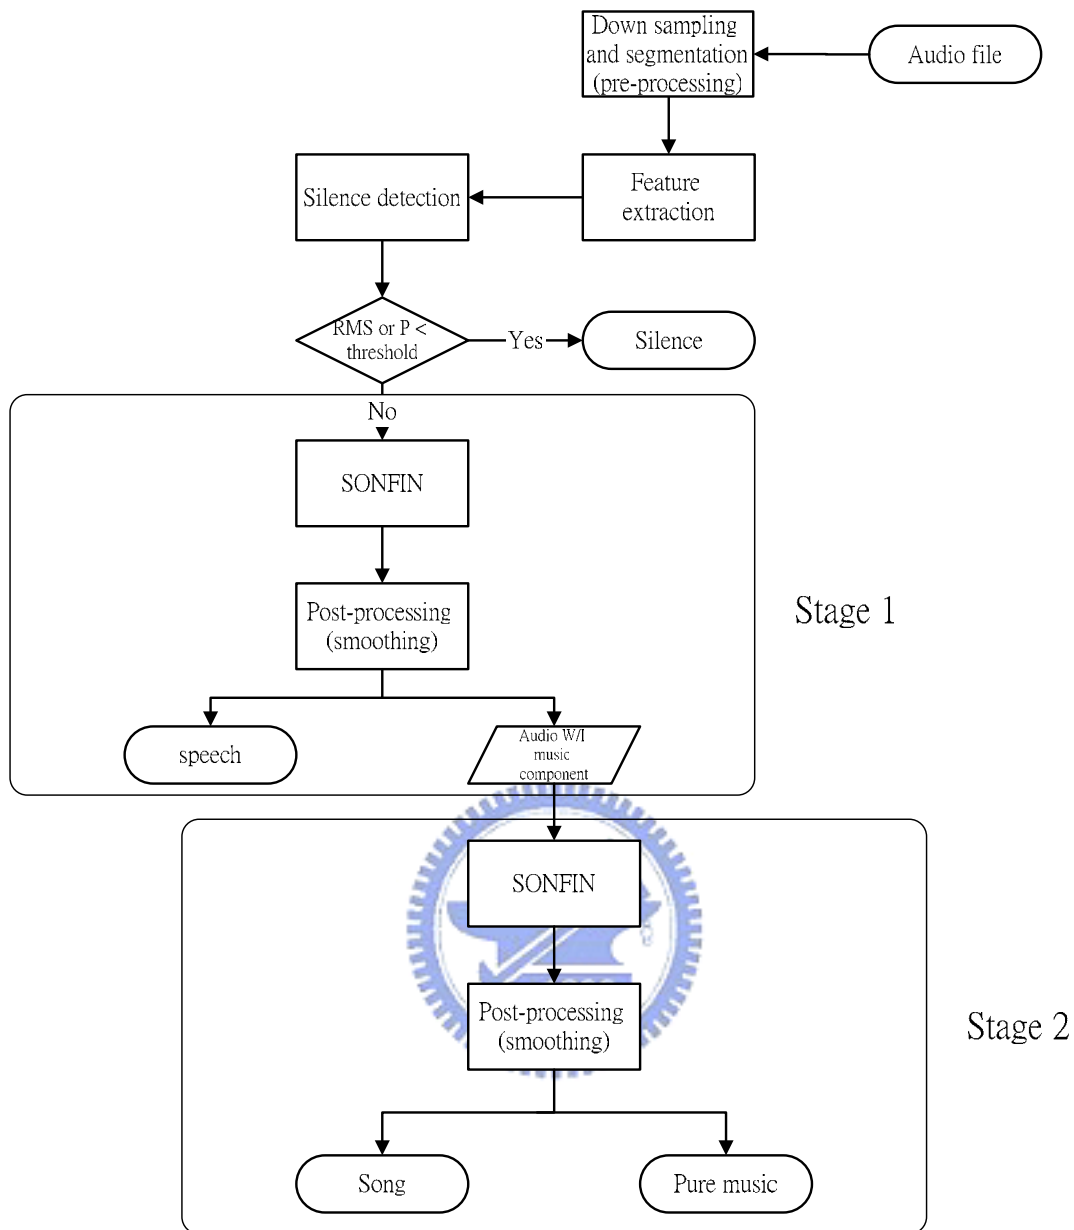 Down sampling
and segmentation
(pre-processing)
Audio file
Silence detection
Feature
extraction
RMS or P <
threshold
Yes
Silence
No
SONFIN
Post-processing
(smoothing)
Stage 1
speech
Audio W/I
music
component
SONFIN
Post-processing
(smoothing)
Stage 2
Song
Pure music